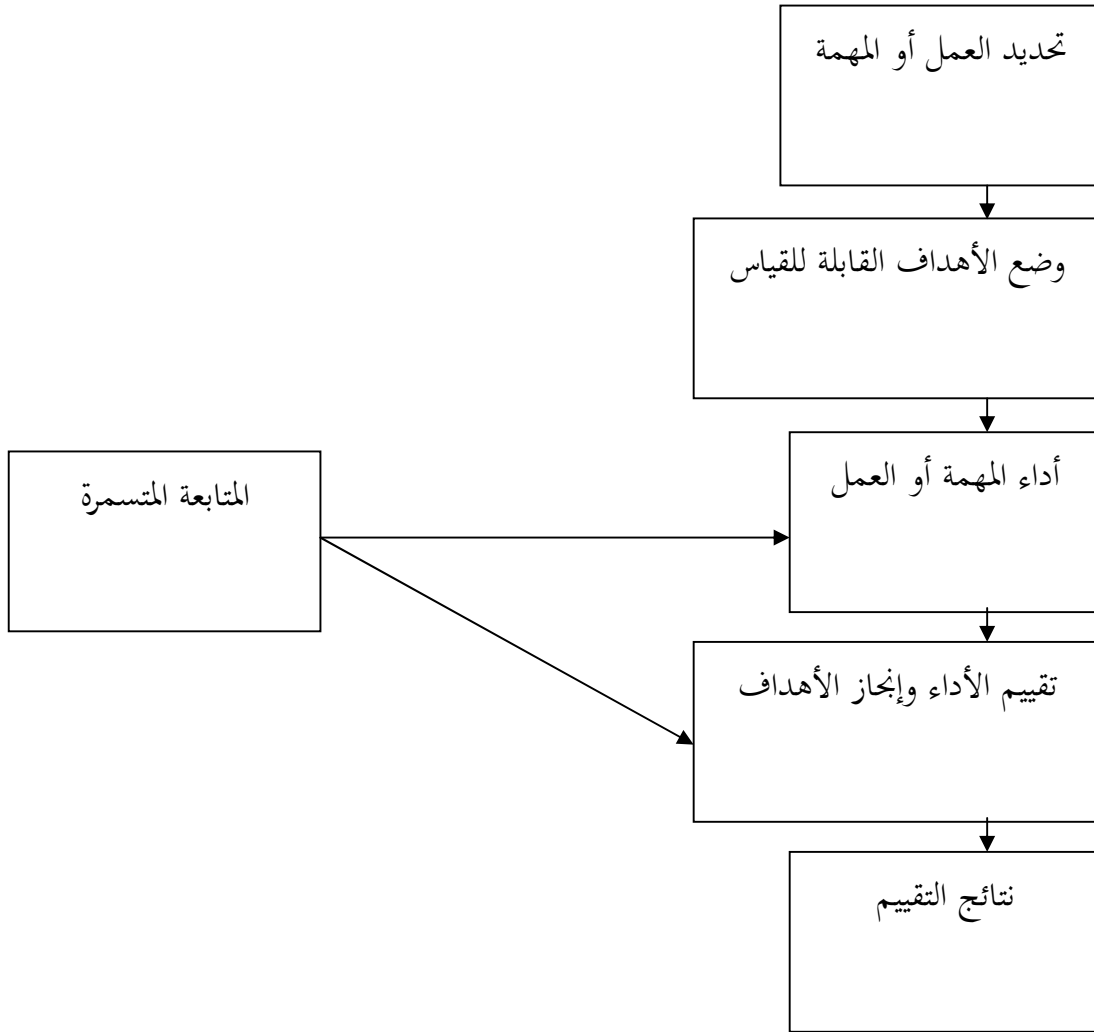 تحديد العمل أو المهمة
وضع الأهداف القابلة للقياس
أداء المهمة أو العمل
المتابعة المتسمرة
تقييم الأداء وإنجاز الأهداف
نتائج التقييم